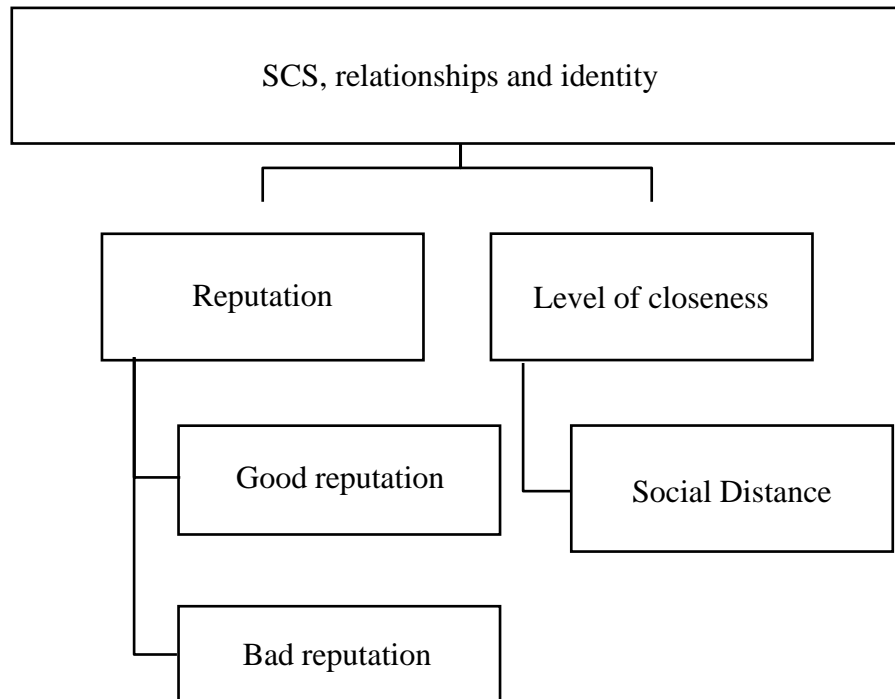 SCS, relationships and identity
Reputation
Level of closeness
Good reputation
Social Distance
Bad reputation